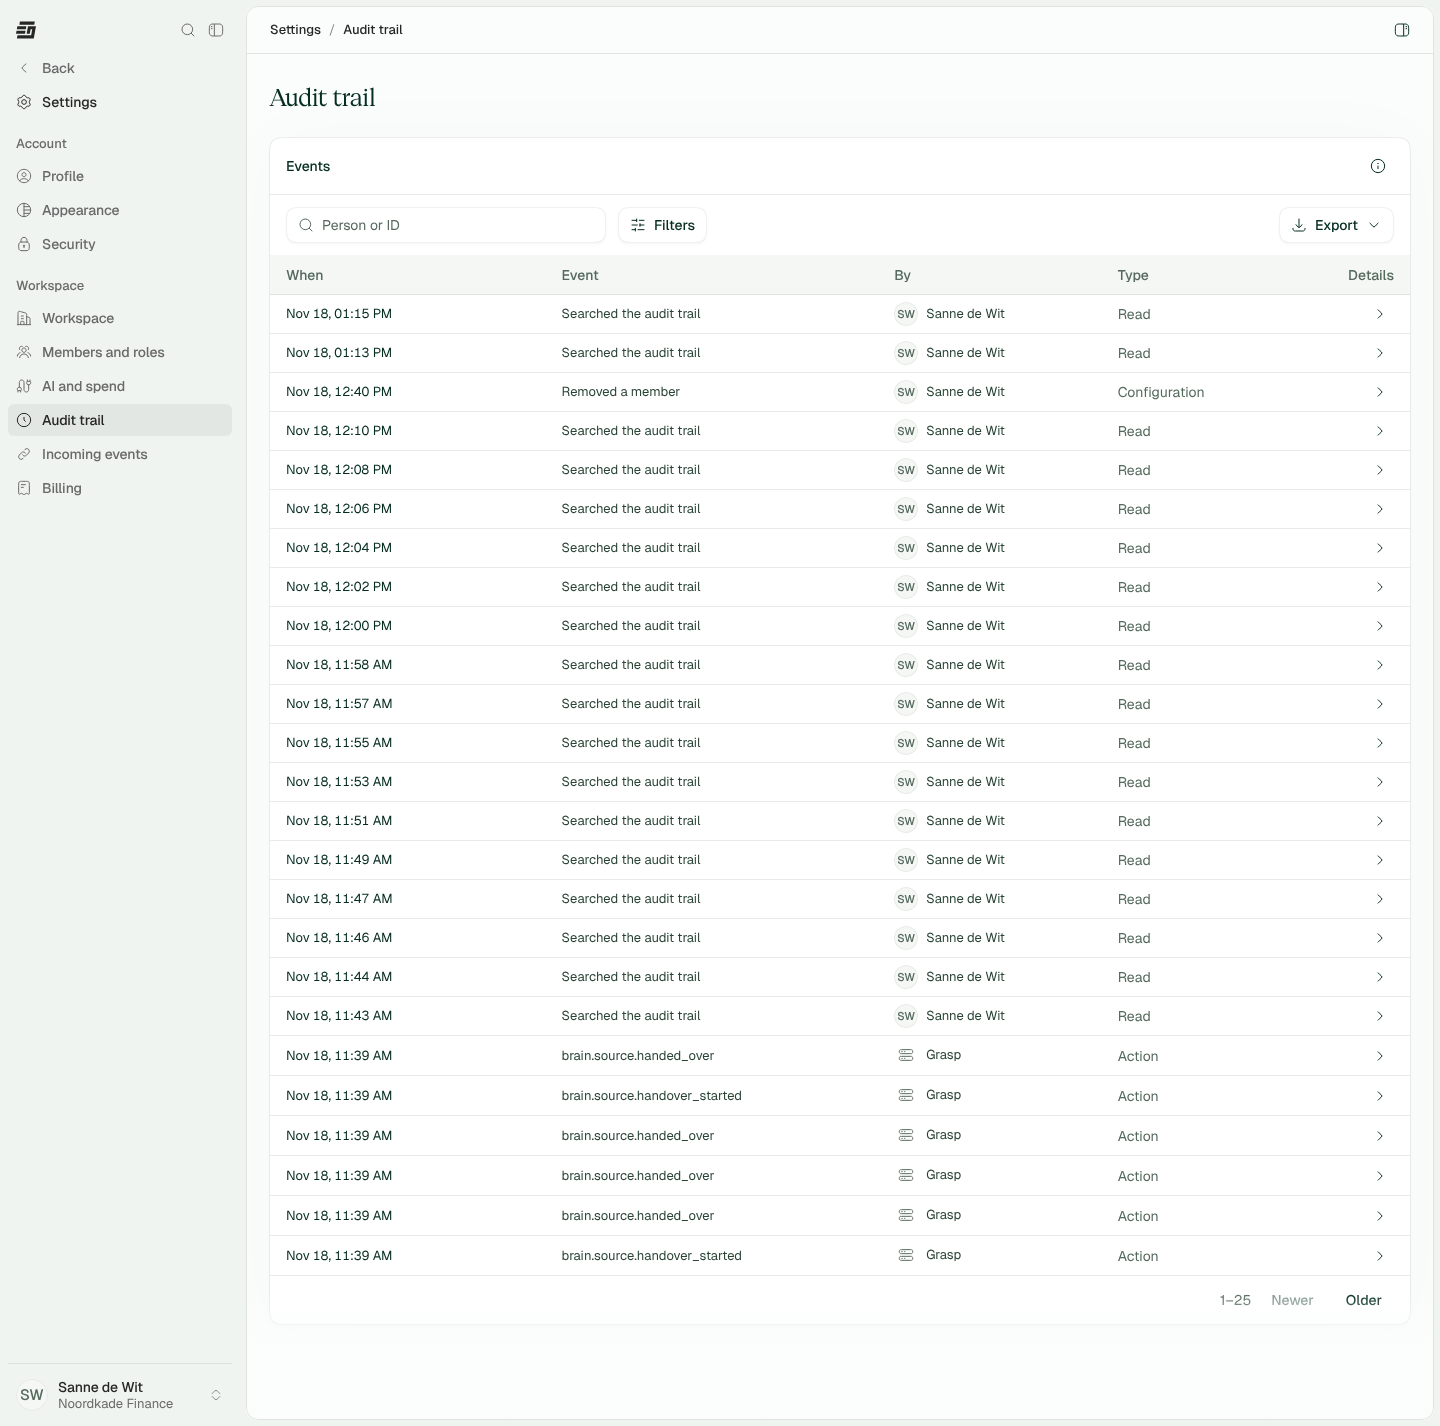 Back
Settings
Account
Profile
Appearance
Security
Workspace
Workspace
Members and roles
AI and spend
Audit trail
Incoming events
Billing
SW Sanne de Wit
Noordkade Finance
Settings / Audit trail
Audit trail
Events
Person or ID Filters Export
When Event By Type Details
Nov 18, 01:15 PM Searched the audit trail SW Sanne de Wit Read
Nov 18, 01:13 PM Searched the audit trail SW Sanne de Wit Read
Nov 18, 12:40 PM Removed a member SW Sanne de Wit Configuration
Nov 18, 12:10 PM Searched the audit trail SW Sanne de Wit Read
Nov 18, 12:08 PM Searched the audit trail SW Sanne de Wit Read
Nov 18, 12:06 PM Searched the audit trail SW Sanne de Wit Read
Nov 18, 12:04 PM Searched the audit trail SW Sanne de Wit Read
Nov 18, 12:02 PM Searched the audit trail SW Sanne de Wit Read
Nov 18, 12:00 PM Searched the audit trail SW Sanne de Wit Read
Nov 18, 11:58 AM Searched the audit trail SW Sanne de Wit Read
Nov 18, 11:57 AM Searched the audit trail SW Sanne de Wit Read
Nov 18, 11:55 AM Searched the audit trail SW Sanne de Wit Read
Nov 18, 11:53 AM Searched the audit trail SW Sanne de Wit Read
Nov 18, 11:51 AM Searched the audit trail SW Sanne de Wit Read
Nov 18, 11:49 AM Searched the audit trail SW Sanne de Wit Read
Nov 18, 11:47 AM Searched the audit trail SW Sanne de Wit Read
Nov 18, 11:46 AM Searched the audit trail SW Sanne de Wit Read
Nov 18, 11:44 AM Searched the audit trail SW Sanne de Wit Read
Nov 18, 11:43 AM Searched the audit trail SW Sanne de Wit Read
Nov 18, 11:39 AM brain.source.handed_over Grasp Action
Nov 18, 11:39 AM brain.source.handover_started Grasp Action
Nov 18, 11:39 AM brain.source.handed_over Grasp Action
Nov 18, 11:39 AM brain.source.handed_over Grasp Action
Nov 18, 11:39 AM brain.source.handed_over Grasp Action
Nov 18, 11:39 AM brain.source.handover_started Grasp Action
1–25 Newer Older